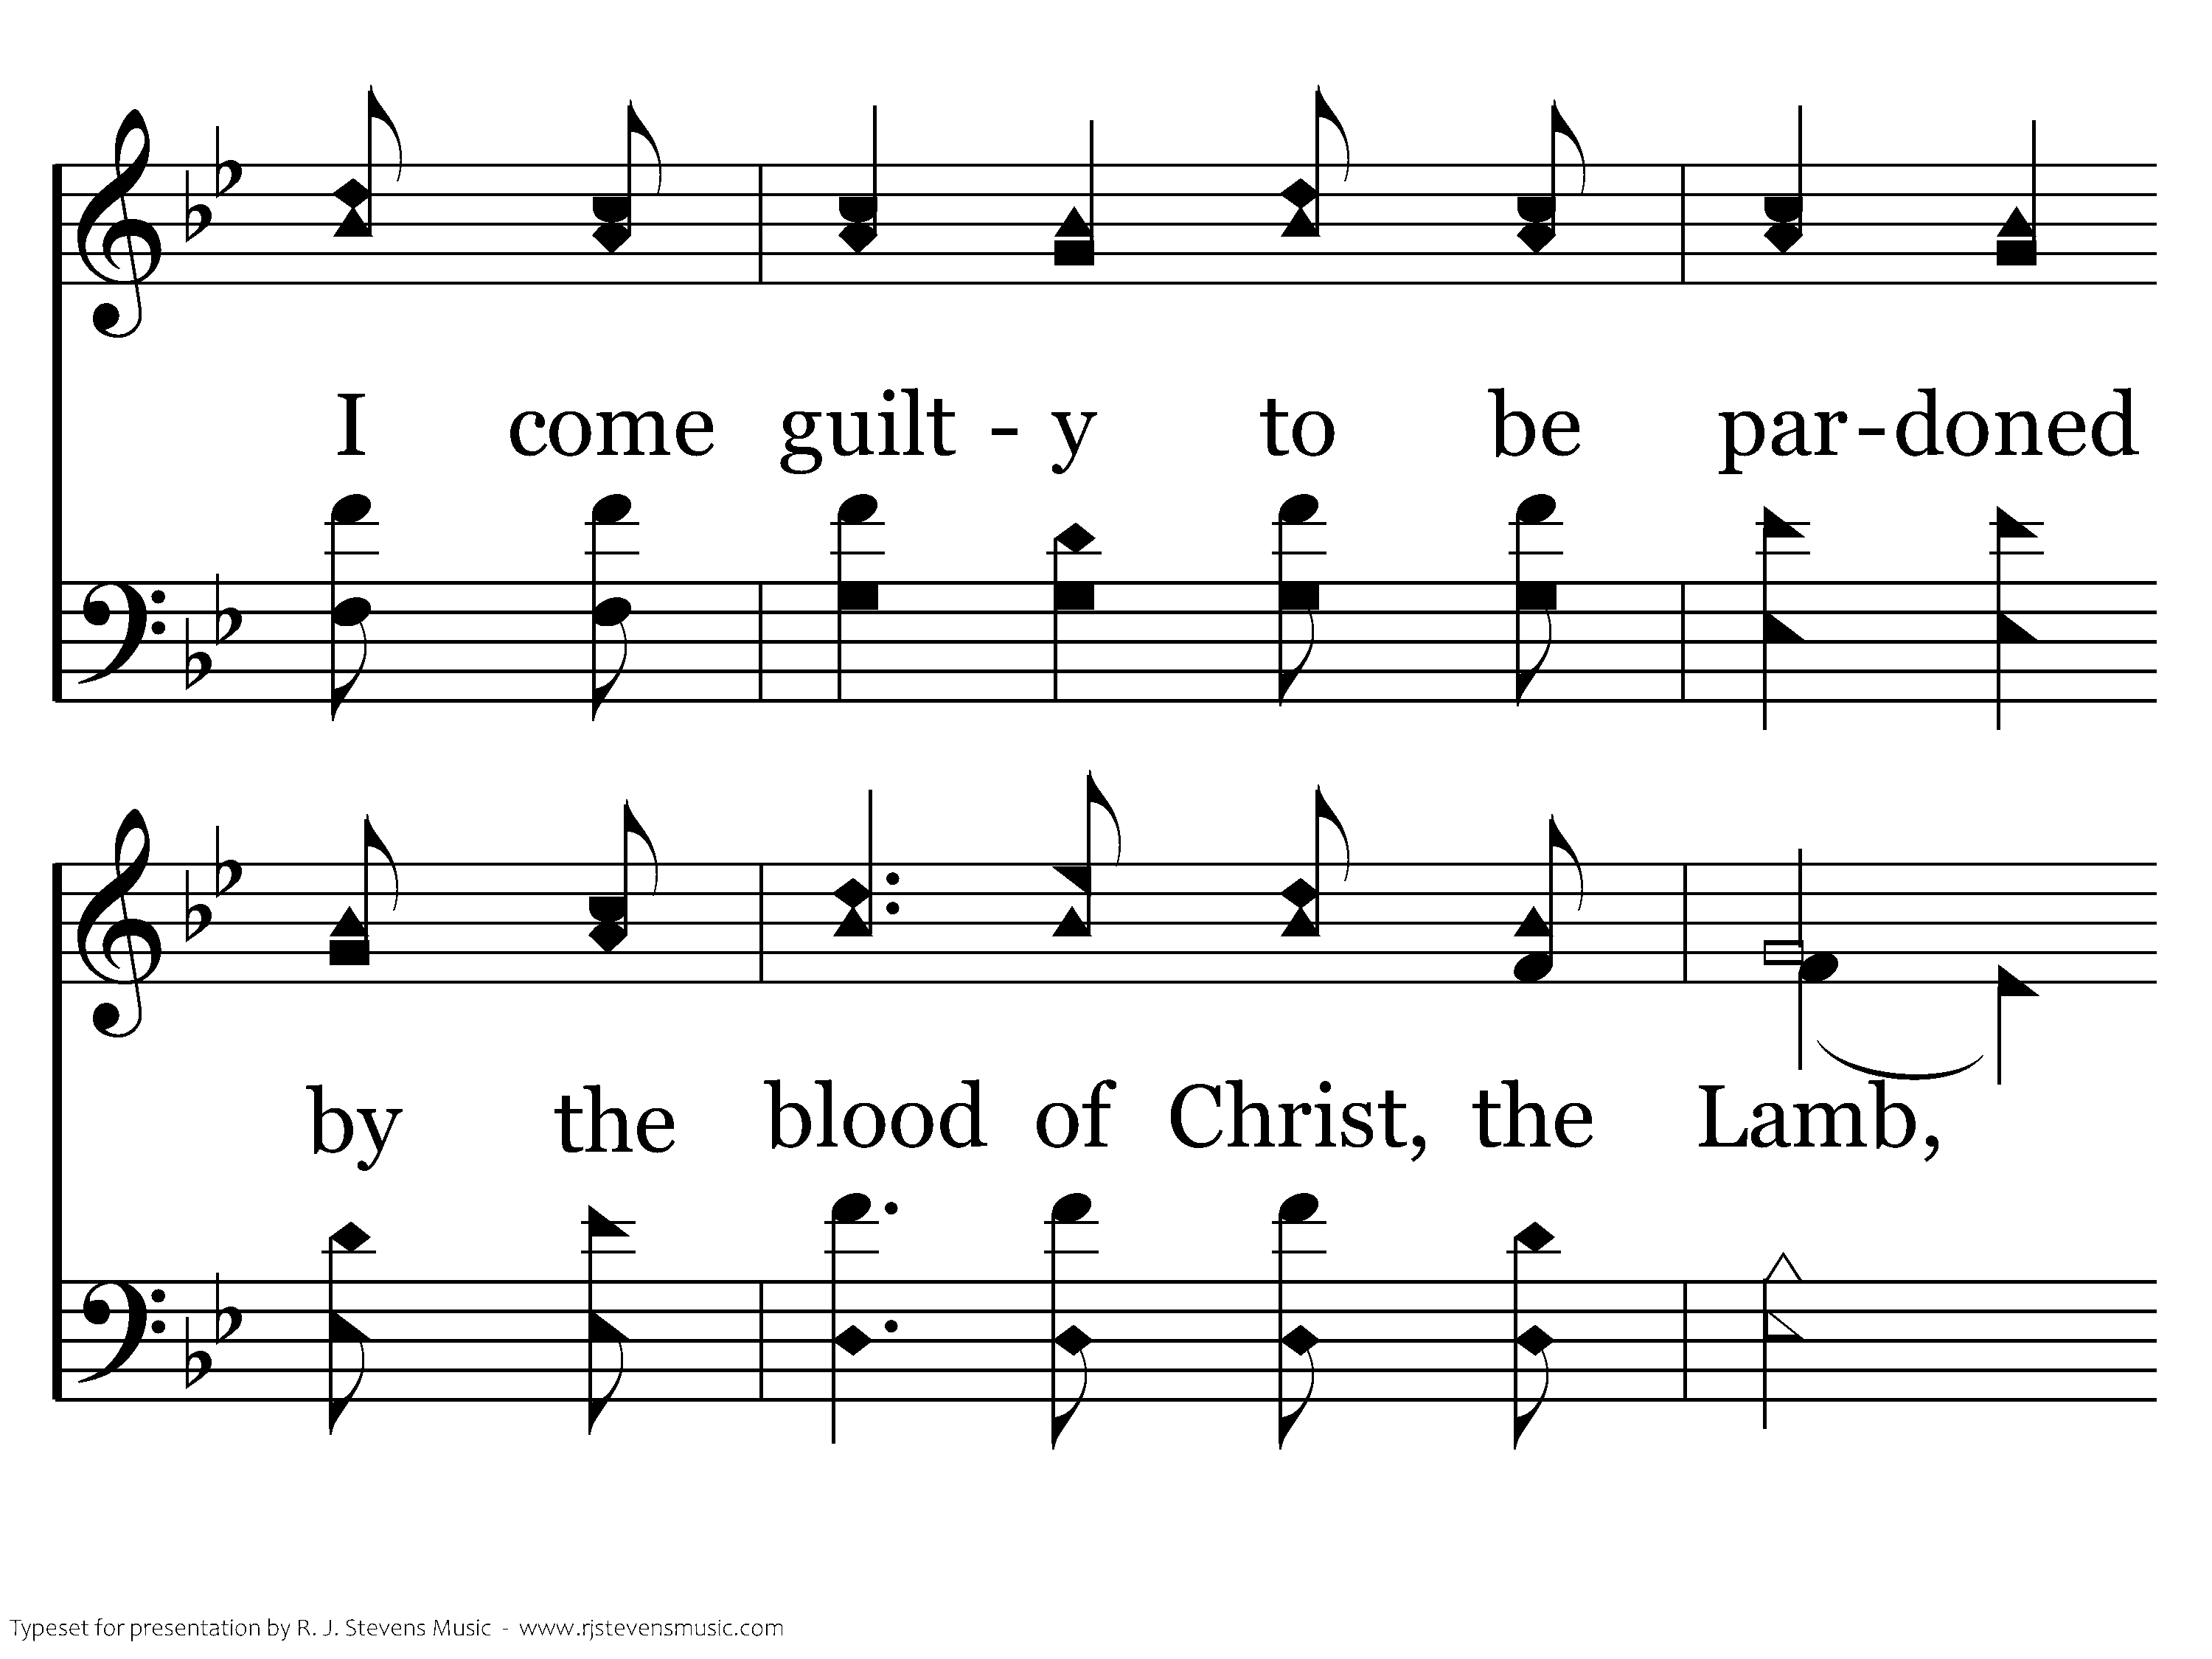 I come guilt - y to be par - doned
by the blood of Christ, the Lamb,
Typeset for presentation by R. J. Stevens Music - www.rjstevensmusic.com